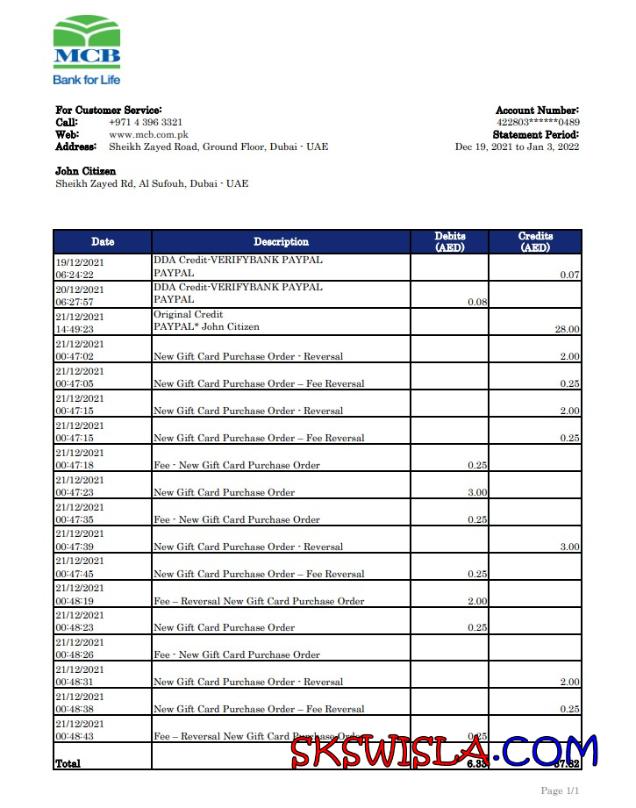 MCB
Bank for Life
For Customer Service:
Call: +971 4 396 3321
Web: www.mcb.com.pk
Address: Sheikh Zayed Road, Ground Floor, Dubai - UAE
Account Number:
422803******0489
Statement Period:
Dec 19, 2021 to Jan 3, 2022
John Citizen
Sheikh Zayed Rd, Al Sufouh, Dubai - UAE
Date Description Debits (AED) Credits (AED)
19/12/2021 DDA Credit-VERIFYBANK PAYPAL
06:24:22 PAYPAL 0.07
20/12/2021 DDA Credit-VERIFYBANK PAYPAL
06:27:57 PAYPAL 0.08
21/12/2021 Original Credit
14:49:23 PAYPAL* John Citizen 28.00
21/12/2021
00:47:02 New Gift Card Purchase Order - Reversal 2.00
21/12/2021
00:47:05 New Gift Card Purchase Order – Fee Reversal 0.25
21/12/2021
00:47:15 New Gift Card Purchase Order - Reversal 2.00
21/12/2021
00:47:15 New Gift Card Purchase Order – Fee Reversal 0.25
21/12/2021
00:47:18 Fee - New Gift Card Purchase Order 0.25
21/12/2021
00:47:23 New Gift Card Purchase Order 3.00
21/12/2021
00:47:35 Fee - New Gift Card Purchase Order 0.25
21/12/2021
00:47:39 New Gift Card Purchase Order - Reversal 3.00
21/12/2021
00:47:45 New Gift Card Purchase Order – Fee Reversal 0.25
21/12/2021
00:48:19 Fee – Reversal New Gift Card Purchase Order 2.00
21/12/2021
00:48:23 New Gift Card Purchase Order 0.25
21/12/2021
00:48:26 Fee - New Gift Card Purchase Order
21/12/2021
00:48:31 New Gift Card Purchase Order - Reversal 2.00
21/12/2021
00:48:38 New Gift Card Purchase Order – Fee Reversal 0.25
21/12/2021
00:48:43 Fee – Reversal New Gift Card Purchase Order 0.25
SKSWISLA.COM
Total 6.33
Page 1/1